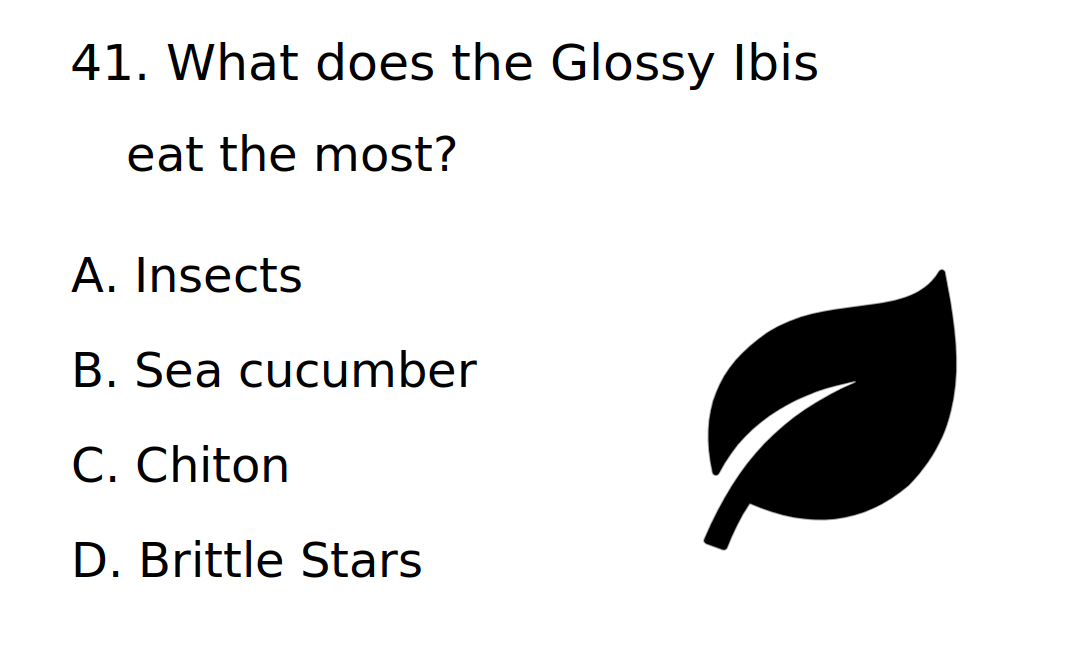 41. What does the Glossy Ibis
eat the most?
A. Insects
B. Sea cucumber
C. Chiton
D. Brittle Stars